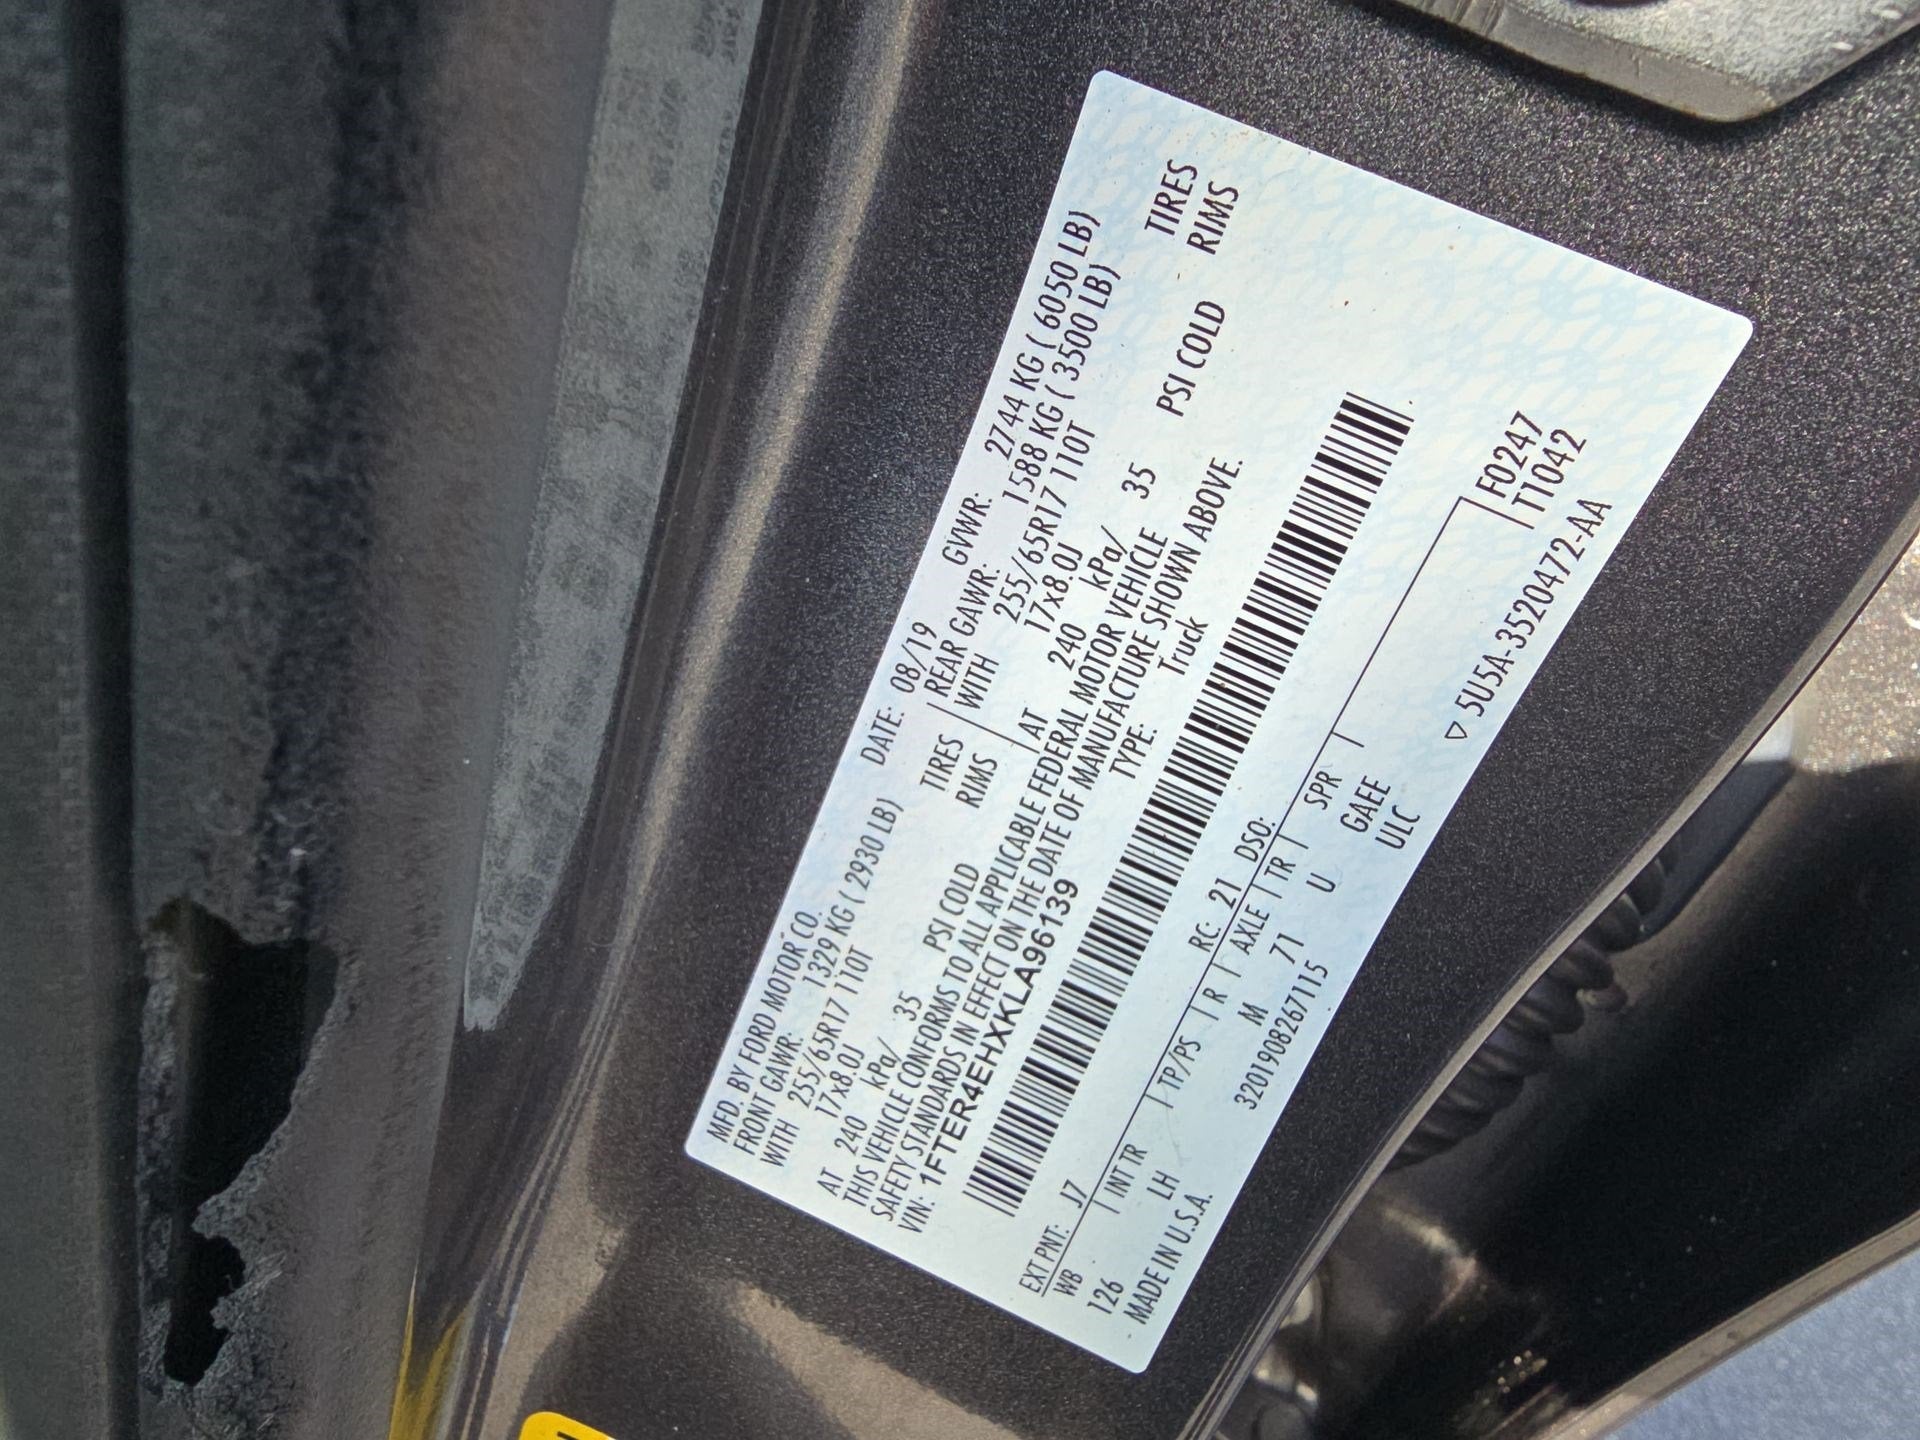 MFD. BY FORD MOTOR CO. DATE: 08/19 GVWR: 2744 KG ( 6050 LB)
FRONT GAWR: 1329 KG ( 2930 LB) REAR GAWR: 1588 KG ( 3500 LB)
WITH 255/65R17 110T TIRES WITH 255/65R17 110T TIRES
17x8.0J RIMS 17x8.0J RIMS
AT 240 kPa/ 35 PSI COLD AT 240 kPa/ 35 PSI COLD
THIS VEHICLE CONFORMS TO ALL APPLICABLE FEDERAL MOTOR VEHICLE
SAFETY STANDARDS IN EFFECT ON THE DATE OF MANUFACTURE SHOWN ABOVE.
VIN: 1FTER4EHXKLA96139 TYPE: Truck
EXT PNT: J7 RC: 21 DSO: F0247
WB INT TR TP/PS R AXLE TR SPR T1042
126 LH M 71 U GAEE
MADE IN U.S.A. 3201908267115 ULC
▽ 5U5A-3520472-AA